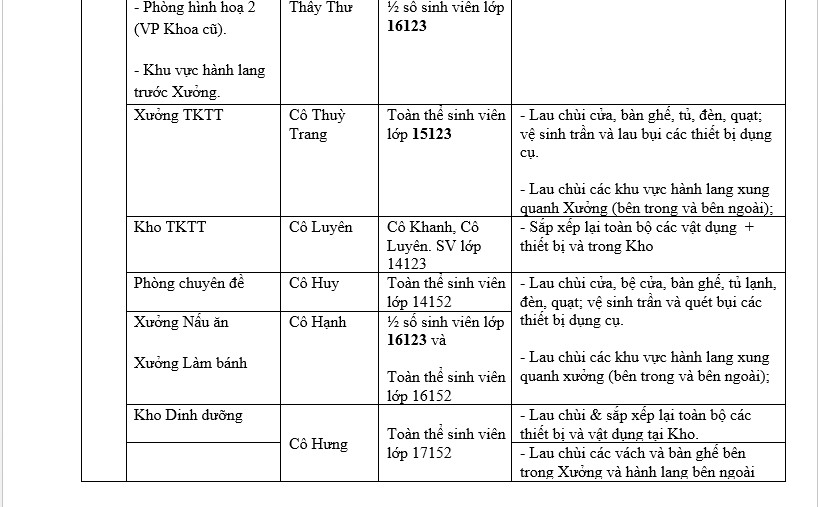 - Phòng hình hoạ 2
(VP Khoa cũ).
- Khu vực hành lang
trước Xưởng.
Thầy Thư
½ số sinh viên lớp
16123
Xưởng TKTT
Cô Thuỳ
Trang
Toàn thể sinh viên
lớp 15123
- Lau chùi cửa, bàn ghế, tủ, đèn, quạt;
vệ sinh trần và lau bụi các thiết bị dụng
cụ.
- Lau chùi các khu vực hành lang xung
quanh Xưởng (bên trong và bên ngoài);
Kho TKTT
Cô Luyên
Cô Khanh, Cô
Luyên. SV lớp
14123
- Sắp xếp lại toàn bộ các vật dụng +
thiết bị và trong Kho
Phòng chuyên đề
Cô Huy
Toàn thể sinh viên
lớp 14152
- Lau chùi cửa, bệ cửa, bàn ghế, tủ lạnh,
đèn, quạt; vệ sinh trần và quét bụi các
thiết bị dụng cụ.
- Lau chùi các khu vực hành lang xung
quanh xưởng (bên trong và bên ngoài);
Xưởng Nấu ăn
Xưởng Làm bánh
Cô Hạnh
½ số sinh viên lớp
16123 và
Toàn thể sinh viên
lớp 16152
Kho Dinh dưỡng
Cô Hưng
Toàn thể sinh viên
lớp 17152
- Lau chùi & sắp xếp lại toàn bộ các
thiết bị và vật dụng tại Kho.
- Lau chùi các vách và bàn ghế bên
trong Xưởng và hành lang bên ngoài